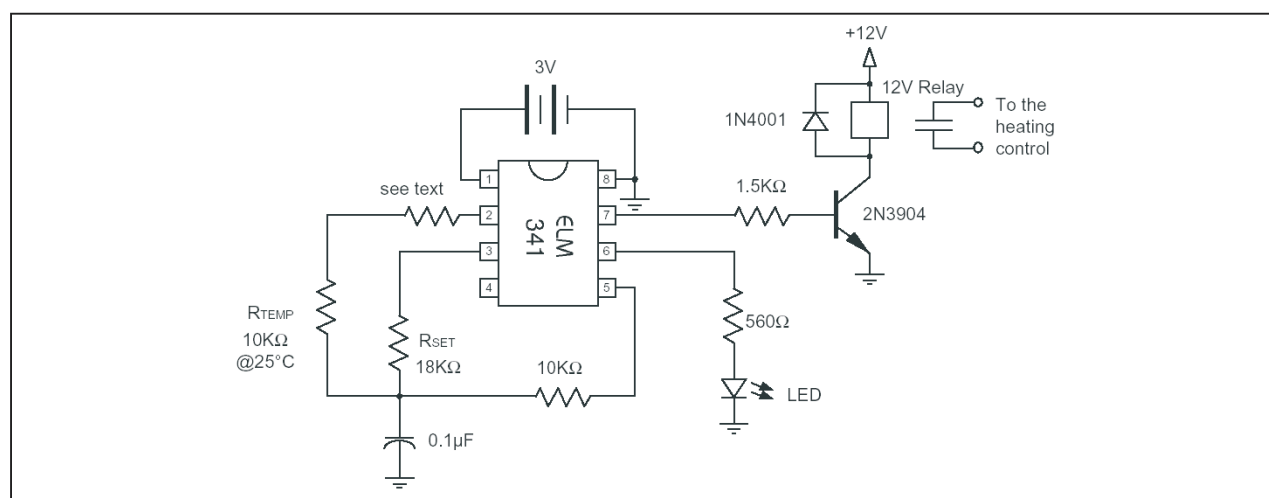 +12V
3V
12V Relay
1N4001
To the
heating
control
see text
1
8
1.5KΩ
2
7
2N3904
ELM
341
3
6
4
5
RTEMP
10KΩ
@25°C
RSET
18KΩ
560Ω
10KΩ
LED
0.1µF